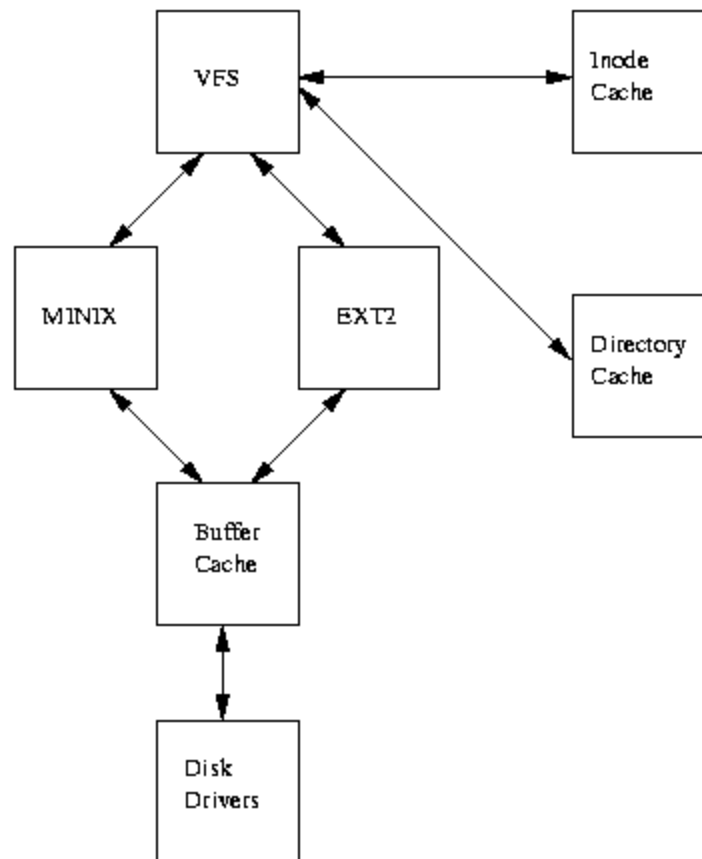 VFS
Inode
Cache
MINIX
EXT2
Directory
Cache
Buffer
Cache
Disk
Drivers